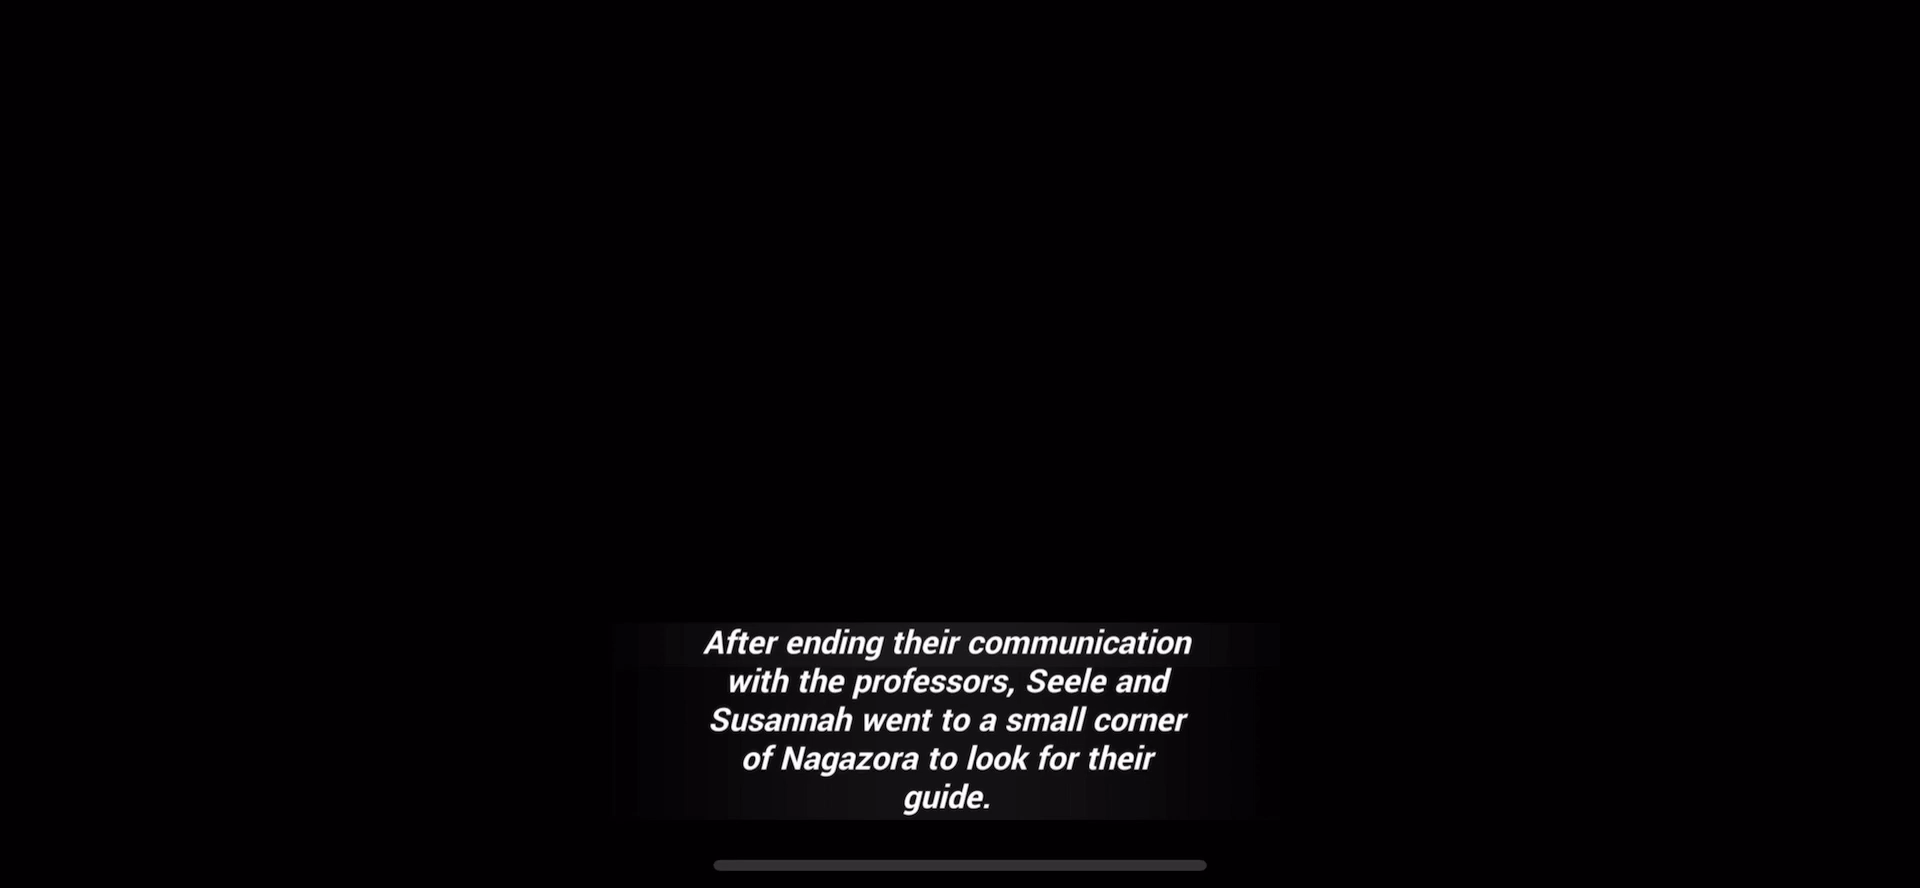 After ending their communication
with the professors, Seele and
Susannah went to a small corner
of Nagazora to look for their
guide.